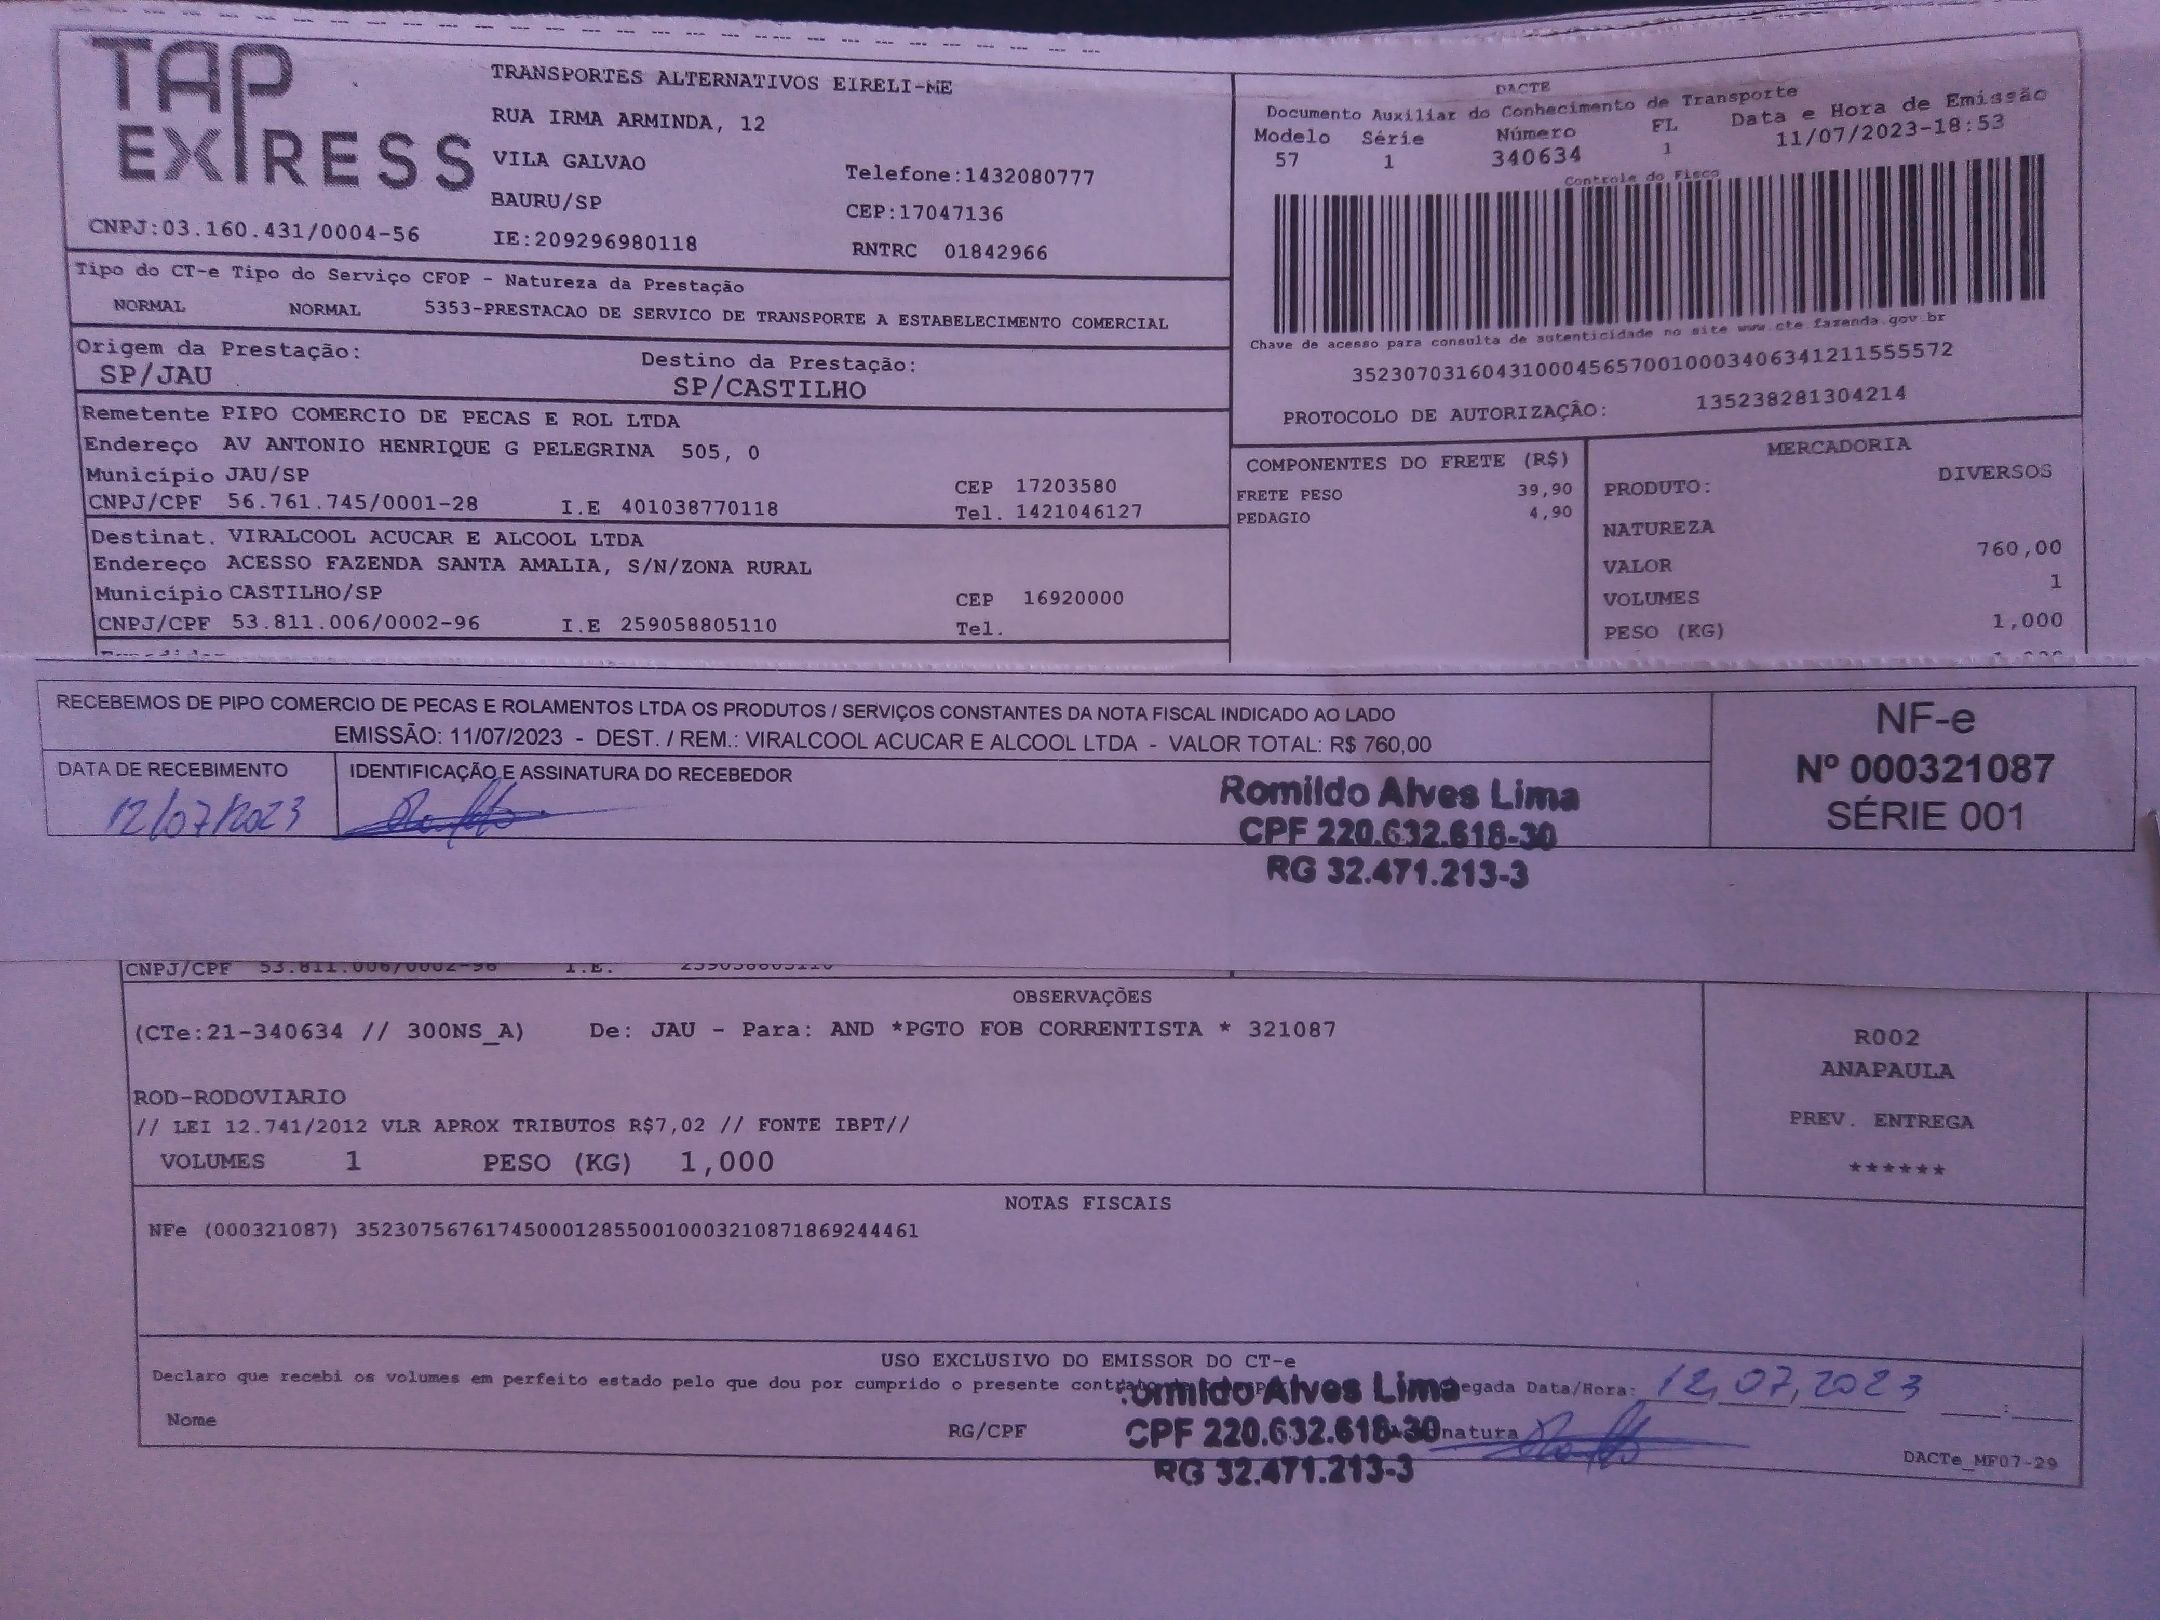 TAP EXPRESS
TRANSPORTES ALTERNATIVOS EIRELI-ME
RUA IRMA ARMINDA, 12
VILA GALVAO
Telefone:1432080777
BAURU/SP
CEP:17047136
CNPJ:03.160.431/0004-56
IE:209296980118
RNTRC 01842966
DACTE
Documento Auxiliar do Conhecimento de Transporte
Modelo Série Número FL Data e Hora de Emissão
57 1 340634 1 11/07/2023-18:53
Controle do Fisco
Chave de acesso para consulta de autenticidade no site www.cte.fazenda.gov.br
35230703160431000456570010003406341211555572
PROTOCOLO DE AUTORIZAÇÃO: 135238281304214
Tipo do CT-e Tipo do Serviço CFOP - Natureza da Prestação
NORMAL NORMAL 5353-PRESTACAO DE SERVICO DE TRANSPORTE A ESTABELECIMENTO COMERCIAL
Origem da Prestação: Destino da Prestação:
SP/JAU SP/CASTILHO
Remetente PIPO COMERCIO DE PECAS E ROL LTDA
Endereço AV ANTONIO HENRIQUE G PELEGRINA 505, 0
Município JAU/SP CEP 17203580
CNPJ/CPF 56.761.745/0001-28 I.E 401038770118 Tel. 1421046127
Destinat. VIRALCOOL ACUCAR E ALCOOL LTDA
Endereço ACESSO FAZENDA SANTA AMALIA, S/N/ZONA RURAL
Município CASTILHO/SP CEP 16920000
CNPJ/CPF 53.811.006/0002-96 I.E 259058805110 Tel.
COMPONENTES DO FRETE (R$)
FRETE PESO 39,90
PEDAGIO 4,90
MERCADORIA
PRODUTO: DIVERSOS
NATUREZA
VALOR 760,00
VOLUMES 1
PESO (KG) 1,000
RECEBEMOS DE PIPO COMERCIO DE PECAS E ROLAMENTOS LTDA OS PRODUTOS / SERVIÇOS CONSTANTES DA NOTA FISCAL INDICADO AO LADO
EMISSÃO: 11/07/2023 - DEST. / REM.: VIRALCOOL ACUCAR E ALCOOL LTDA - VALOR TOTAL: R$ 760,00
DATA DE RECEBIMENTO
12/07/2023
IDENTIFICAÇÃO E ASSINATURA DO RECEBEDOR
Romildo Alves Lima
CPF 220.632.618-30
RG 32.471.213-3
NF-e
Nº 000321087
SÉRIE 001
CNPJ/CPF 53.811.006/0002-96 I.E. 259058805110
OBSERVAÇÕES
(CTe:21-340634 // 300NS_A) De: JAU - Para: AND *PGTO FOB CORRENTISTA * 321087
ROD-RODOVIARIO
// LEI 12.741/2012 VLR APROX TRIBUTOS R$7,02 // FONTE IBPT//
VOLUMES 1 PESO (KG) 1,000
R002
ANAPAULA
PREV. ENTREGA
******
NOTAS FISCAIS
NFe (000321087) 35230756761745000128550010003210871869244461
USO EXCLUSIVO DO EMISSOR DO CT-e
Declaro que recebi os volumes em perfeito estado pelo que dou por cumprido o presente contr egada Data/Hora: 12,07,2023
Nome RG/CPF natura
omildo Alves Lima
CPF 220.632.618-30
RG 32.471.213-3
DACTe_MF07-29